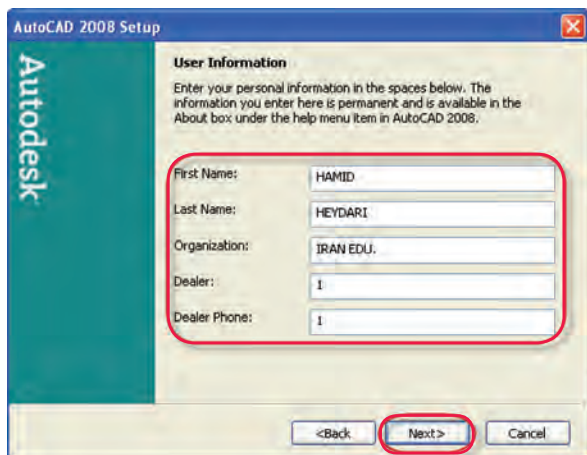 AutoCAD 2008 Setup
Autodesk
User Information
Enter your personal information in the spaces below. The
information you enter here is permanent and is available in the
About box under the help menu item in AutoCAD 2008.
First Name: HAMID
Last Name: HEYDARI
Organization: IRAN EDU.
Dealer: 1
Dealer Phone: 1
<Back Next> Cancel